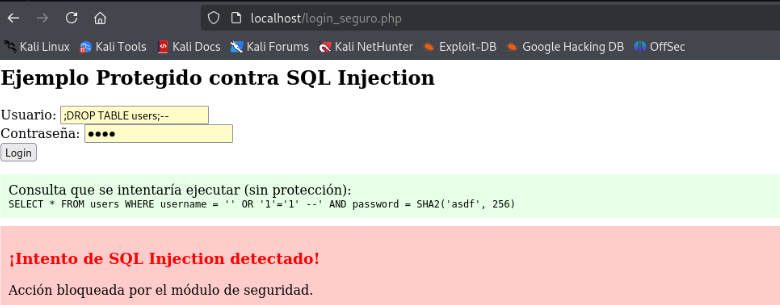 localhost/login_seguro.php
Kali Linux Kali Tools Kali Docs Kali Forums Kali NetHunter Exploit-DB Google Hacking DB OffSec
Ejemplo Protegido contra SQL Injection
Usuario: ;DROP TABLE users;--
Contraseña: ●●●●
Login
Consulta que se intentaría ejecutar (sin protección):
SELECT * FROM users WHERE username = '' OR '1'='1' --' AND password = SHA2('asdf', 256)
¡Intento de SQL Injection detectado!
Acción bloqueada por el módulo de seguridad.